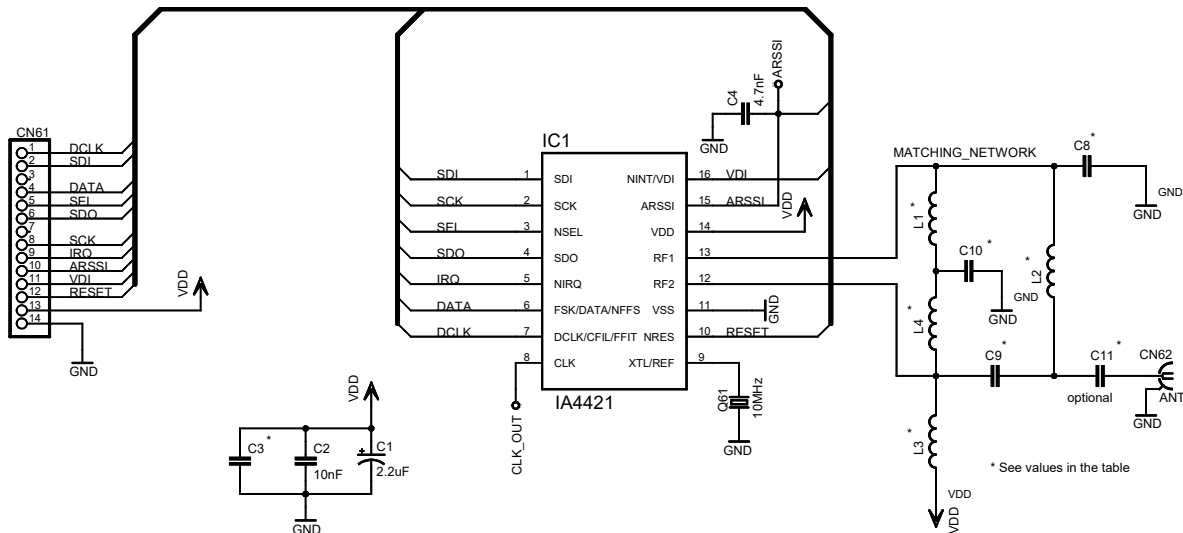 CN61
1 DCLK
2 SDI
3
4 DATA
5 SEL
6 SDO
7
8 SCK
9 IRQ
10 ARSSI
11 VDI
12 RESET
13
14
VDD
GND
VDD
C3 *
C2
10nF
+ C1
2.2uF
GND
IC1
SDI 1 SDI
SCK 2 SCK
SEL 3 NSEL
SDO 4 SDO
IRQ 5 NIRQ
DATA 6 FSK/DATA/NFFS
DCLK 7 DCLK/CFIL/FFIT
8 CLK
CLK_OUT
NINT/VDI 16 VDI
ARSSI 15 ARSSI
VDD 14
VDD
RF1 13
RF2 12
VSS 11
GND
NRES 10 RESET
XTL/REF 9
IA4421
Q61
10MHz
GND
C4
4.7nF
GND
ARSSI
MATCHING_NETWORK
C8 *
GND
GND
L1 *
C10 *
GND
GND
L2 *
L4 *
C9 *
C11 *
optional
CN62
ANT
GND
L3 *
VDD
VDD
* See values in the table